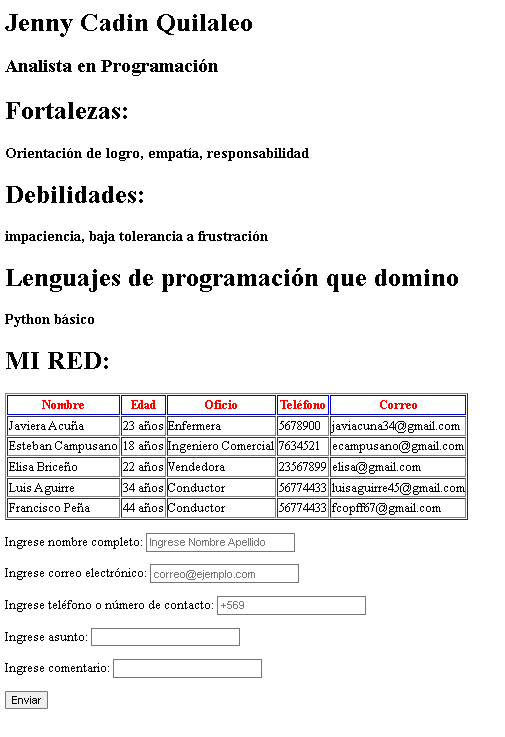 Jenny Cadin Quilaleo
Analista en Programación
Fortalezas:
Orientación de logro, empatía, responsabilidad
Debilidades:
impaciencia, baja tolerancia a frustración
Lenguajes de programación que domino
Python básico
MI RED:
Nombre Edad Oficio Teléfono Correo
Javiera Acuña 23 años Enfermera 5678900 javiacuna34@gmail.com
Esteban Campusano 18 años Ingeniero Comercial 7634521 ecampusano@gmail.com
Elisa Briceño 22 años Vendedora 23567899 elisa@gmail.com
Luis Aguirre 34 años Conductor 56774433 luisaguirre45@gmail.com
Francisco Peña 44 años Conductor 56774433 fcopff67@gmail.com
Ingrese nombre completo: Ingrese Nombre Apellido
Ingrese correo electrónico: correo@ejemplo.com
Ingrese teléfono o número de contacto: +569
Ingrese asunto:
Ingrese comentario:
Enviar